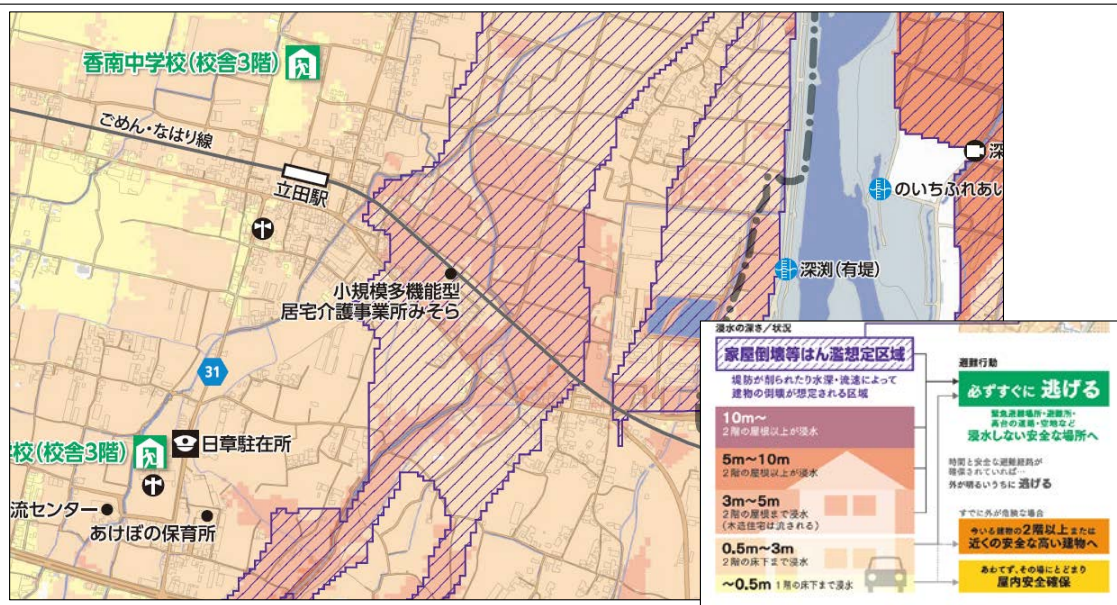 香南中学校(校舎3階)
ごめん・なはり線
立田駅
小規模多機能型
居宅介護事業所みそら
31
校(校舎3階)
日章駐在所
流センター
あけぼの保育所
深
のいちふれあい
深渕(有堤)
浸水の深さ/状況
家屋倒壊等はん濫想定区域
堤防が削られたり水深・流速によって
建物の倒壊が想定される区域
10m〜
2階の屋根以上が浸水
5m〜10m
2階の屋根以上が浸水
3m〜5m
2階の屋根まで浸水
(木造住宅は流される)
0.5m〜3m
2階の床下まで浸水
〜0.5m 1階の床下まで浸水
避難行動
必ずすぐに 逃げる
緊急避難場所・避難所・
高台の道路・空地など
浸水しない安全な場所へ
時間と安全な避難経路が
確保されていれば…
外が明るいうちに 逃げる
すでに外が危険な場合
今いる建物の2階以上または
近くの安全な高い建物へ
あわてず、その場にとどまり
屋内安全確保